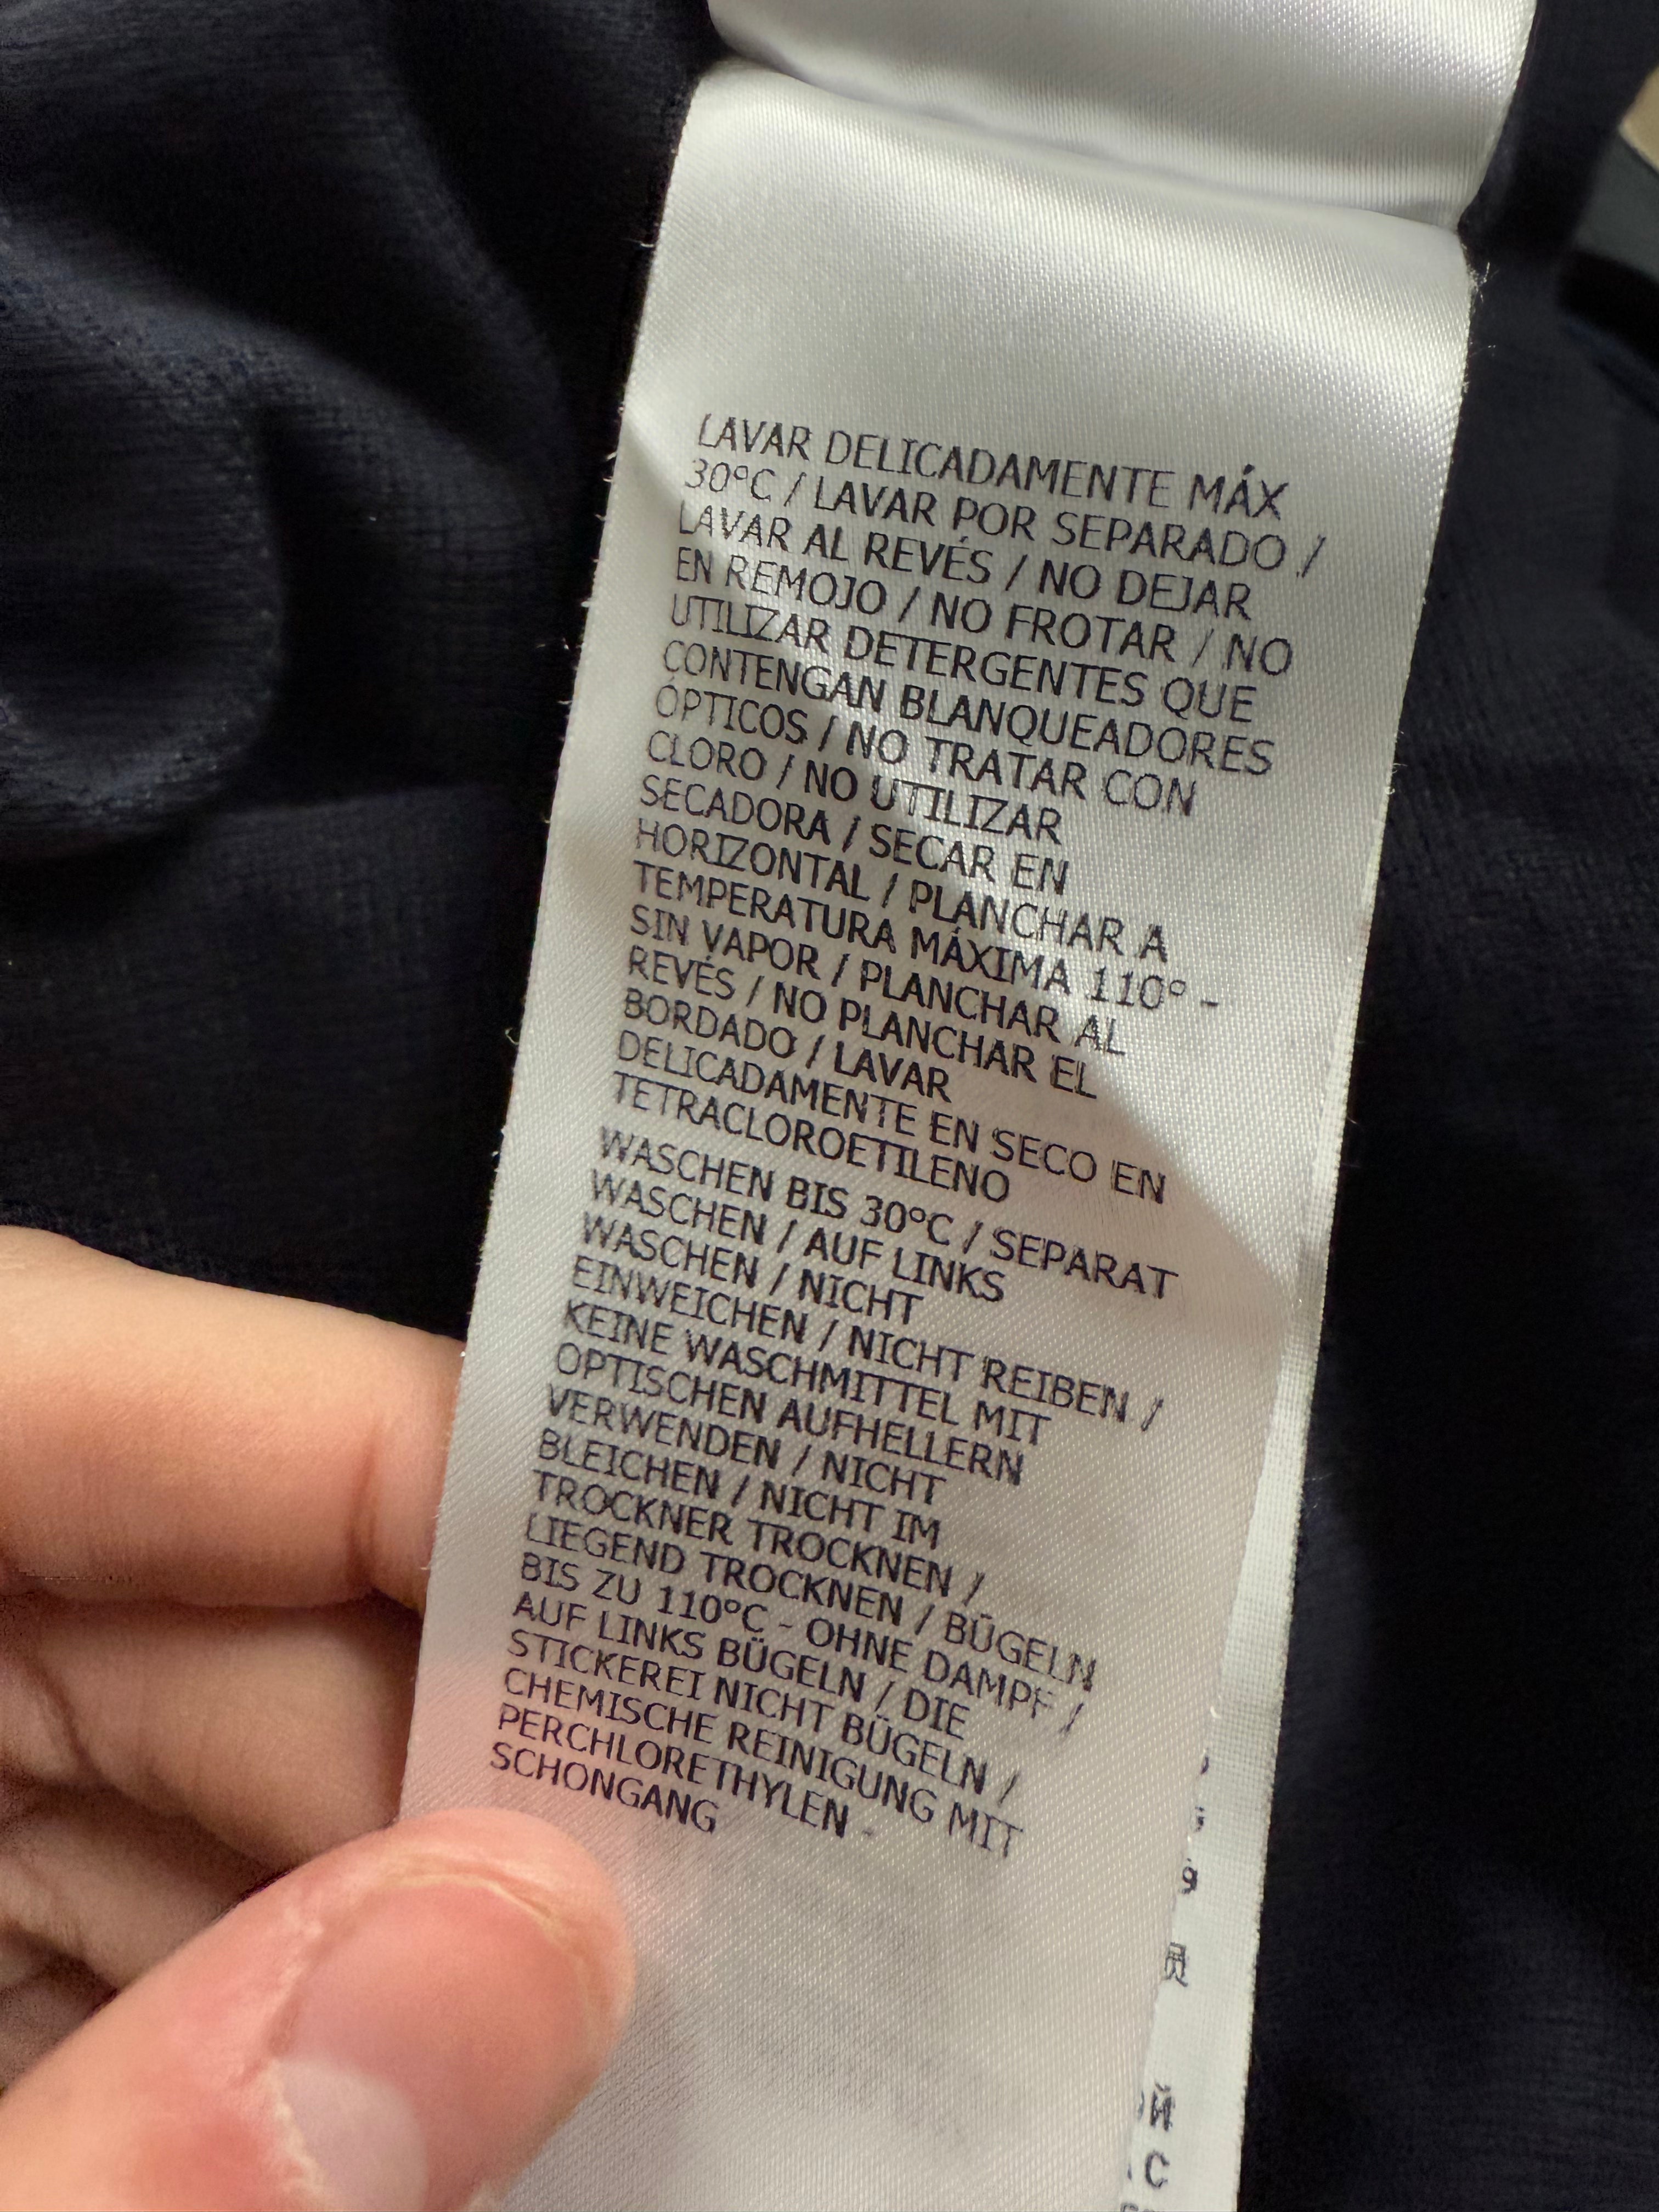 LAVAR DELICADAMENTE MÁX
30°C / LAVAR POR SEPARADO /
LAVAR AL REVÉS / NO DEJAR
EN REMOJO / NO FROTAR / NO
UTILIZAR DETERGENTES QUE
CONTENGAN BLANQUEADORES
ÓPTICOS / NO TRATAR CON
CLORO / NO UTILIZAR
SECADORA / SECAR EN
HORIZONTAL / PLANCHAR A
TEMPERATURA MÁXIMA 110° -
SIN VAPOR / PLANCHAR AL
REVÉS / NO PLANCHAR EL
BORDADO / LAVAR
DELICADAMENTE EN SECO EN
TETRACLOROETILENO
WASCHEN BIS 30°C / SEPARAT
WASCHEN / AUF LINKS
WASCHEN / NICHT
EINWEICHEN / NICHT REIBEN /
KEINE WASCHMITTEL MIT
OPTISCHEN AUFHELLERN
VERWENDEN / NICHT
BLEICHEN / NICHT IM
TROCKNER TROCKNEN /
LIEGEND TROCKNEN / BÜGELN
BIS ZU 110°C - OHNE DAMPF /
AUF LINKS BÜGELN / DIE
STICKEREI NICHT BÜGELN /
CHEMISCHE REINIGUNG MIT
PERCHLORETHYLEN -
SCHONGANG